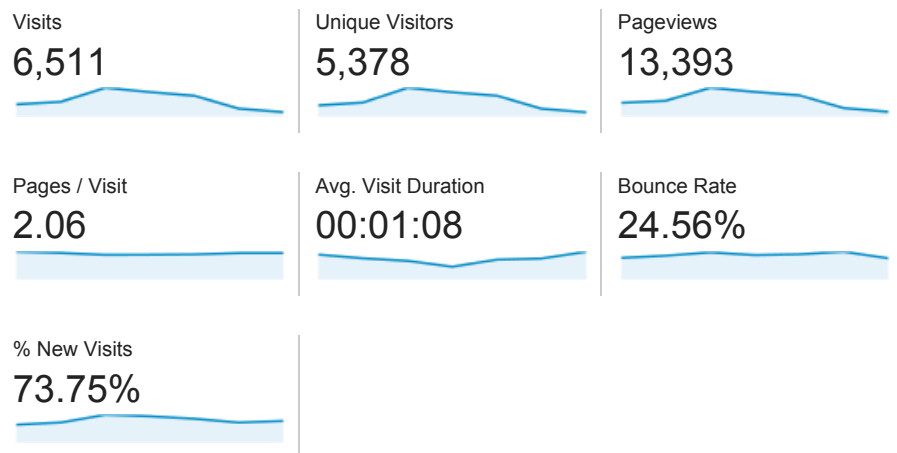 Visits
6,511
Unique Visitors
5,378
Pageviews
13,393
Pages / Visit
2.06
Avg. Visit Duration
00:01:08
Bounce Rate
24.56%
% New Visits
73.75%